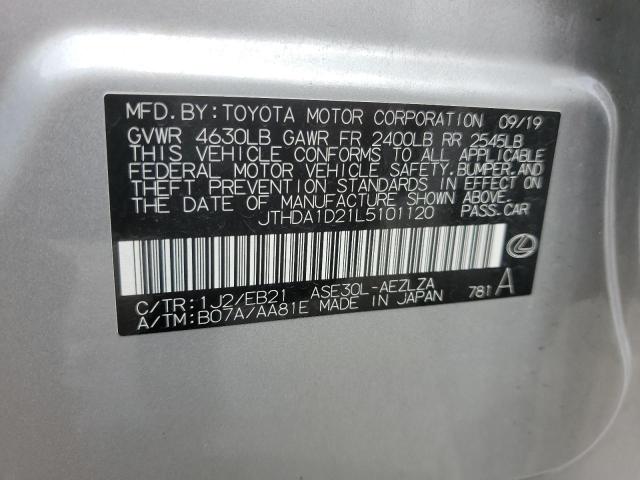 MFD.BY:TOYOTA MOTOR CORPORATION 09/19
GVWR 4630LB GAWR FR 2400LB RR 2545LB
THIS VEHICLE CONFORMS TO ALL APPLICABLE
FEDERAL MOTOR VEHICLE SAFETY,BUMPER,AND
THEFT PREVENTION STANDARDS IN EFFECT ON
THE DATE OF MANUFACTURE SHOWN ABOVE.
JTHDA1D21L5101120 PASS.CAR
C/TR:1J2/EB21 ASE30L-AEZLZA
A/TM:B07A/AA81E MADE IN JAPAN 781 A